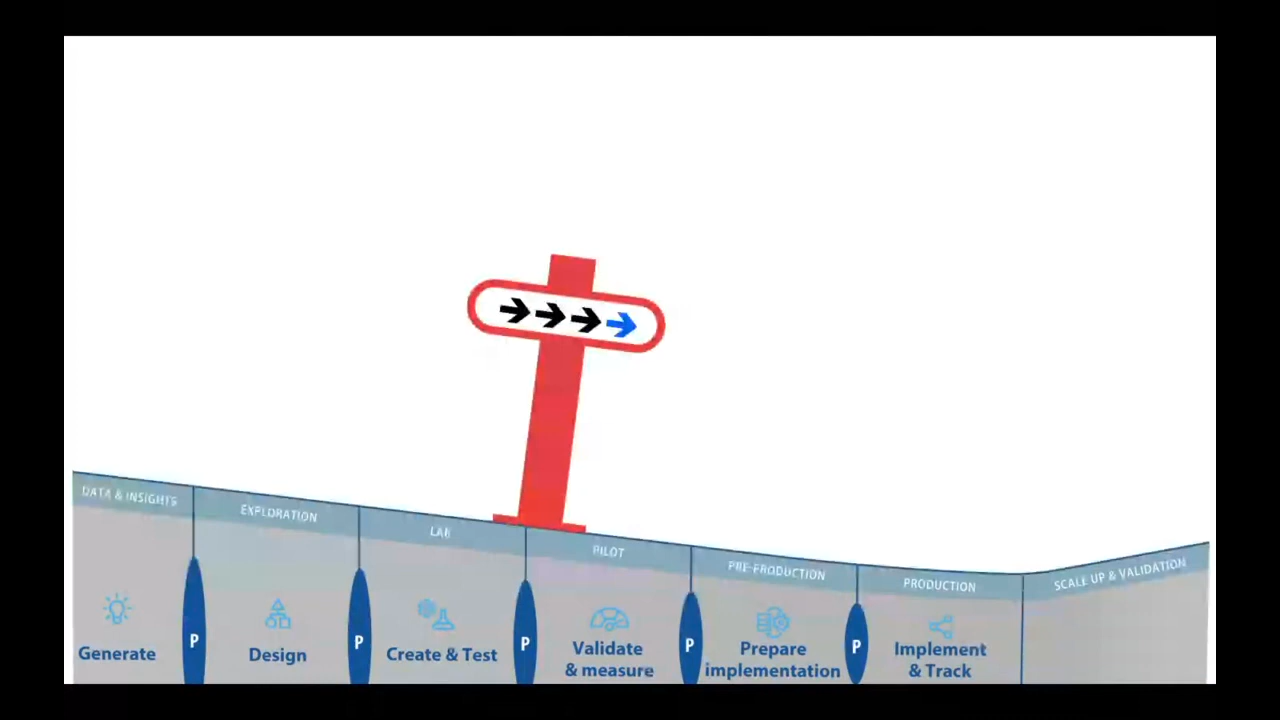 DATA & INSIGHTS
EXPLORATION
LAB
PILOT
PRE-PRODUCTION
PRODUCTION
SCALE UP & VALIDATION
Generate
P
Design
P
Create & Test
P
Validate
& measure
P
Prepare
implementation
P
Implement
& Track